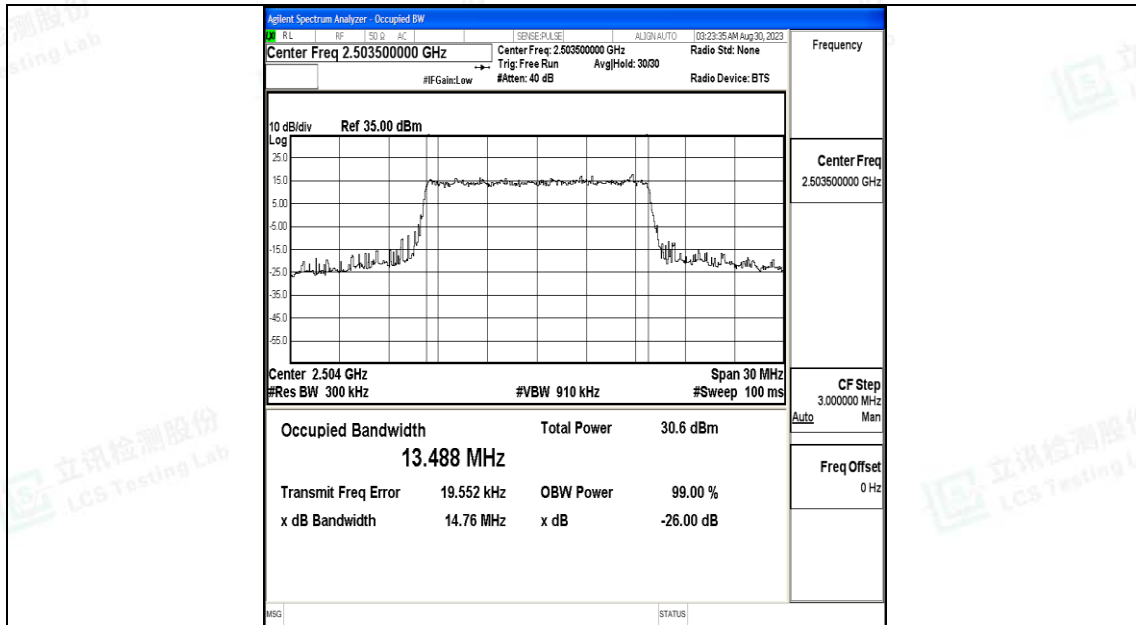 Agilent Spectrum Analyzer - Occupied BW
RL RF 50 Ω AC SENSE:PULSE ALIGN AUTO 03:23:35 AM Aug 30, 2023
Center Freq 2.503500000 GHz
Center Freq: 2.503500000 GHz
Radio Std: None
Trig: Free Run Avg|Hold: 30/30
#IFGain:Low
#Atten: 40 dB
Radio Device: BTS
10 dB/div Ref 35.00 dBm
Log
25.0
15.0
5.00
-5.00
-15.0
-25.0
-35.0
-45.0
-55.0
Center 2.504 GHz Span 30 MHz
#Res BW 300 kHz #VBW 910 kHz #Sweep 100 ms
Occupied Bandwidth
13.488 MHz
Total Power 30.6 dBm
Transmit Freq Error 19.552 kHz OBW Power 99.00 %
x dB Bandwidth 14.76 MHz x dB -26.00 dB
MSG STATUS
Frequency
Center Freq
2.503500000 GHz
CF Step
3.000000 MHz
Auto Man
Freq Offset
0 Hz
立讯检测股份
LCS Testing Lab
立讯检测股份